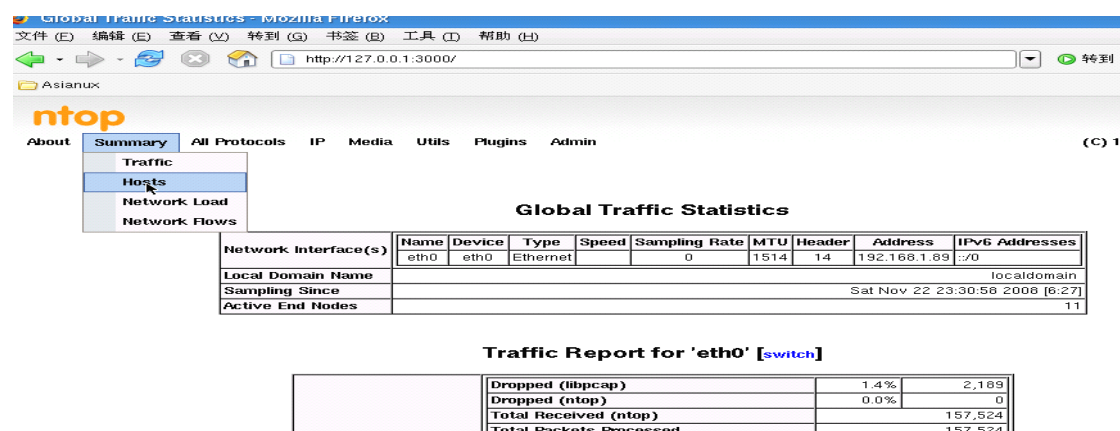 Global Traffic Statistics - Mozilla Firefox
文件 (F) 编辑 (E) 查看 (V) 转到 (G) 书签 (B) 工具 (T) 帮助 (H)
http://127.0.0.1:3000/ 转到
Asianux
ntop
About Summary All Protocols IP Media Utils Plugins Admin (C) 1
Traffic
Hosts
Network Load
Network Flows
Global Traffic Statistics
Network Interface(s) Name Device Type Speed Sampling Rate MTU Header Address IPv6 Addresses
eth0 eth0 Ethernet 0 1514 14 192.168.1.89 ::/0
Local Domain Name localdomain
Sampling Since Sat Nov 22 23:30:58 2008 [6:27]
Active End Nodes 11
Traffic Report for 'eth0' [switch]
Dropped (libpcap) 1.4% 2,189
Dropped (ntop) 0.0% 0
Total Received (ntop) 157,524
Total Packets Processed 157,524